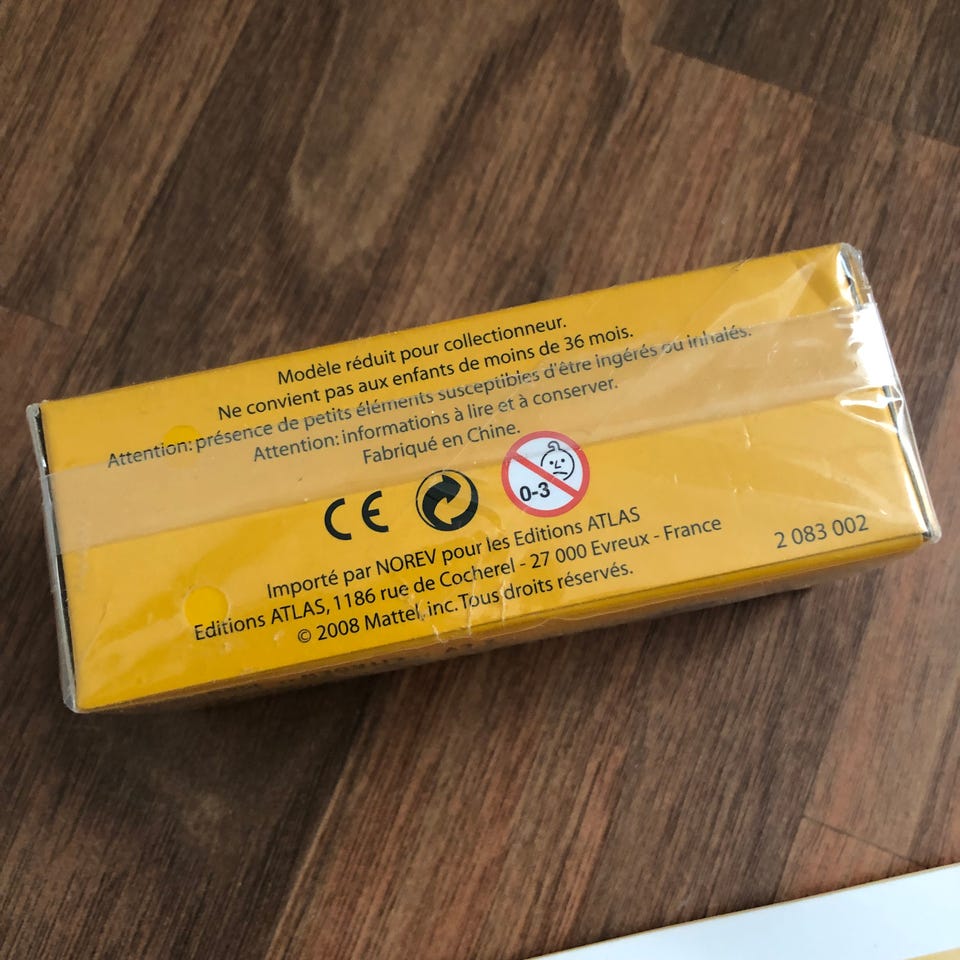 Modèle réduit pour collectionneur.
Ne convient pas aux enfants de moins de 36 mois.
Attention: présence de petits éléments susceptibles d'être ingérés ou inhalés.
Attention: informations à lire et à conserver.
Fabriqué en Chine.
CE
0-3
Importé par NOREV pour les Editions ATLAS
Editions ATLAS, 1186 rue de Cocherel - 27 000 Evreux - France
2 083 002
© 2008 Mattel, inc. Tous droits réservés.